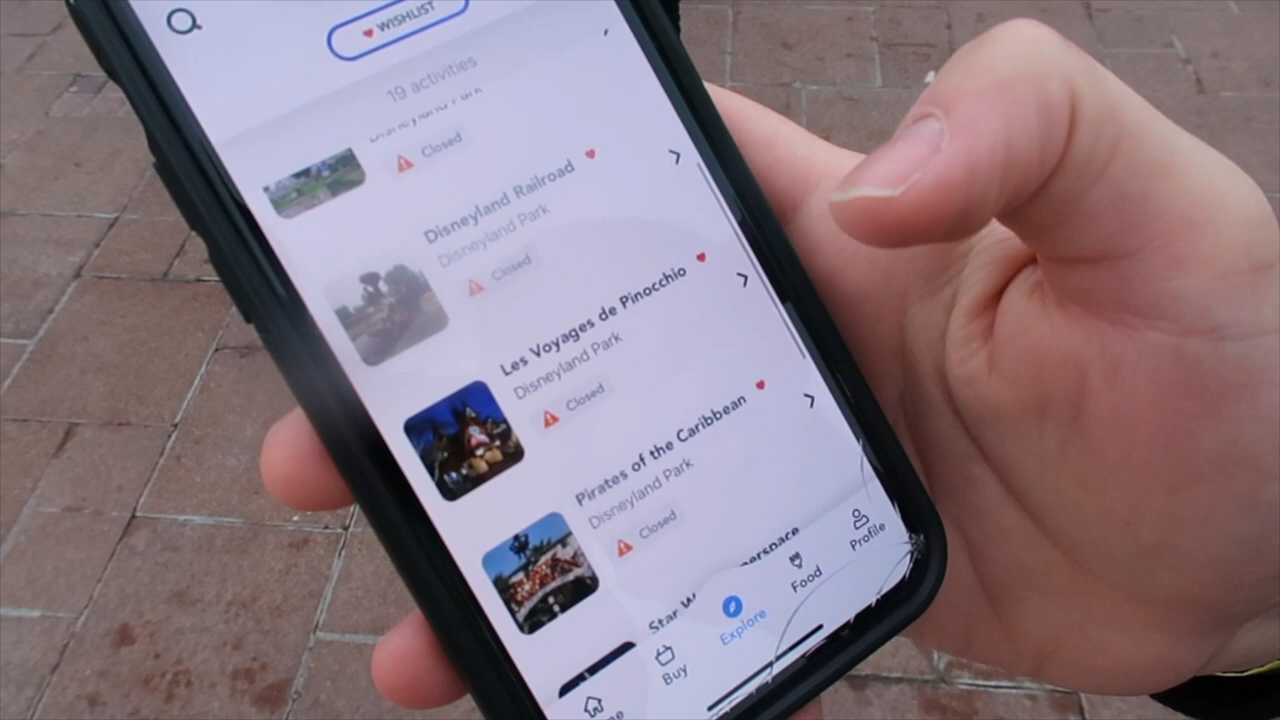 WISHLIST
19 activities
Disneyland Park
Closed
Disneyland Railroad
Disneyland Park
Closed
Les Voyages de Pinocchio
Disneyland Park
Closed
Pirates of the Caribbean
Disneyland Park
Closed
Star W perspace
Buy
Explore
Food
Profile